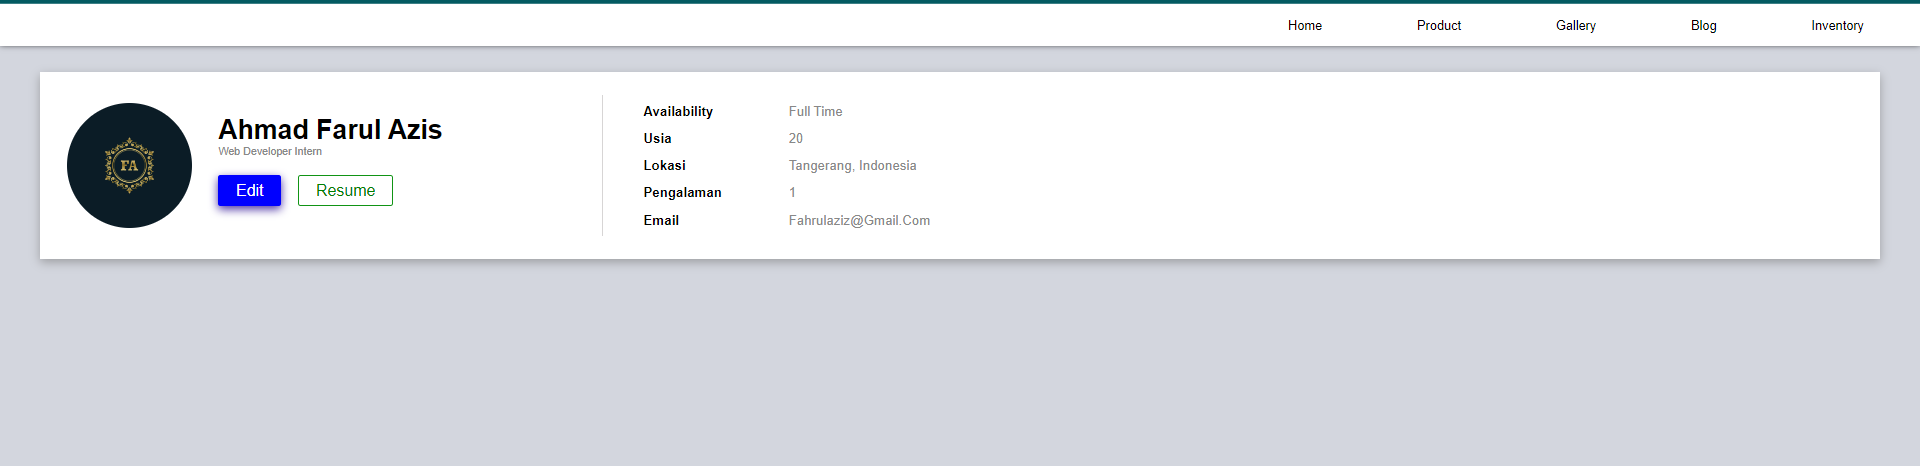 Home Product Gallery Blog Inventory
FA
Ahmad Farul Azis
Web Developer Intern
Edit Resume
Availability Full Time
Usia 20
Lokasi Tangerang, Indonesia
Pengalaman 1
Email Fahrulaziz@Gmail.Com